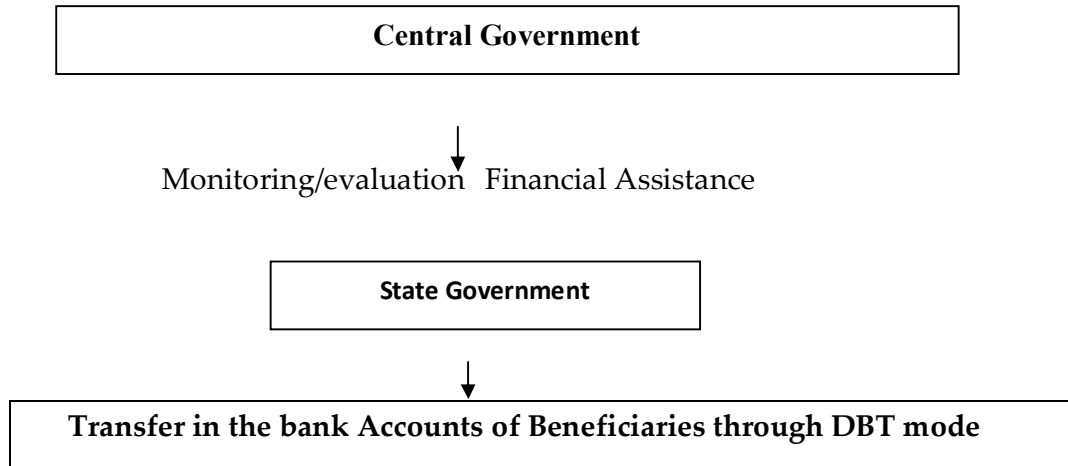 Central Government
Monitoring/evaluation Financial Assistance
State Government
Transfer in the bank Accounts of Beneficiaries through DBT mode